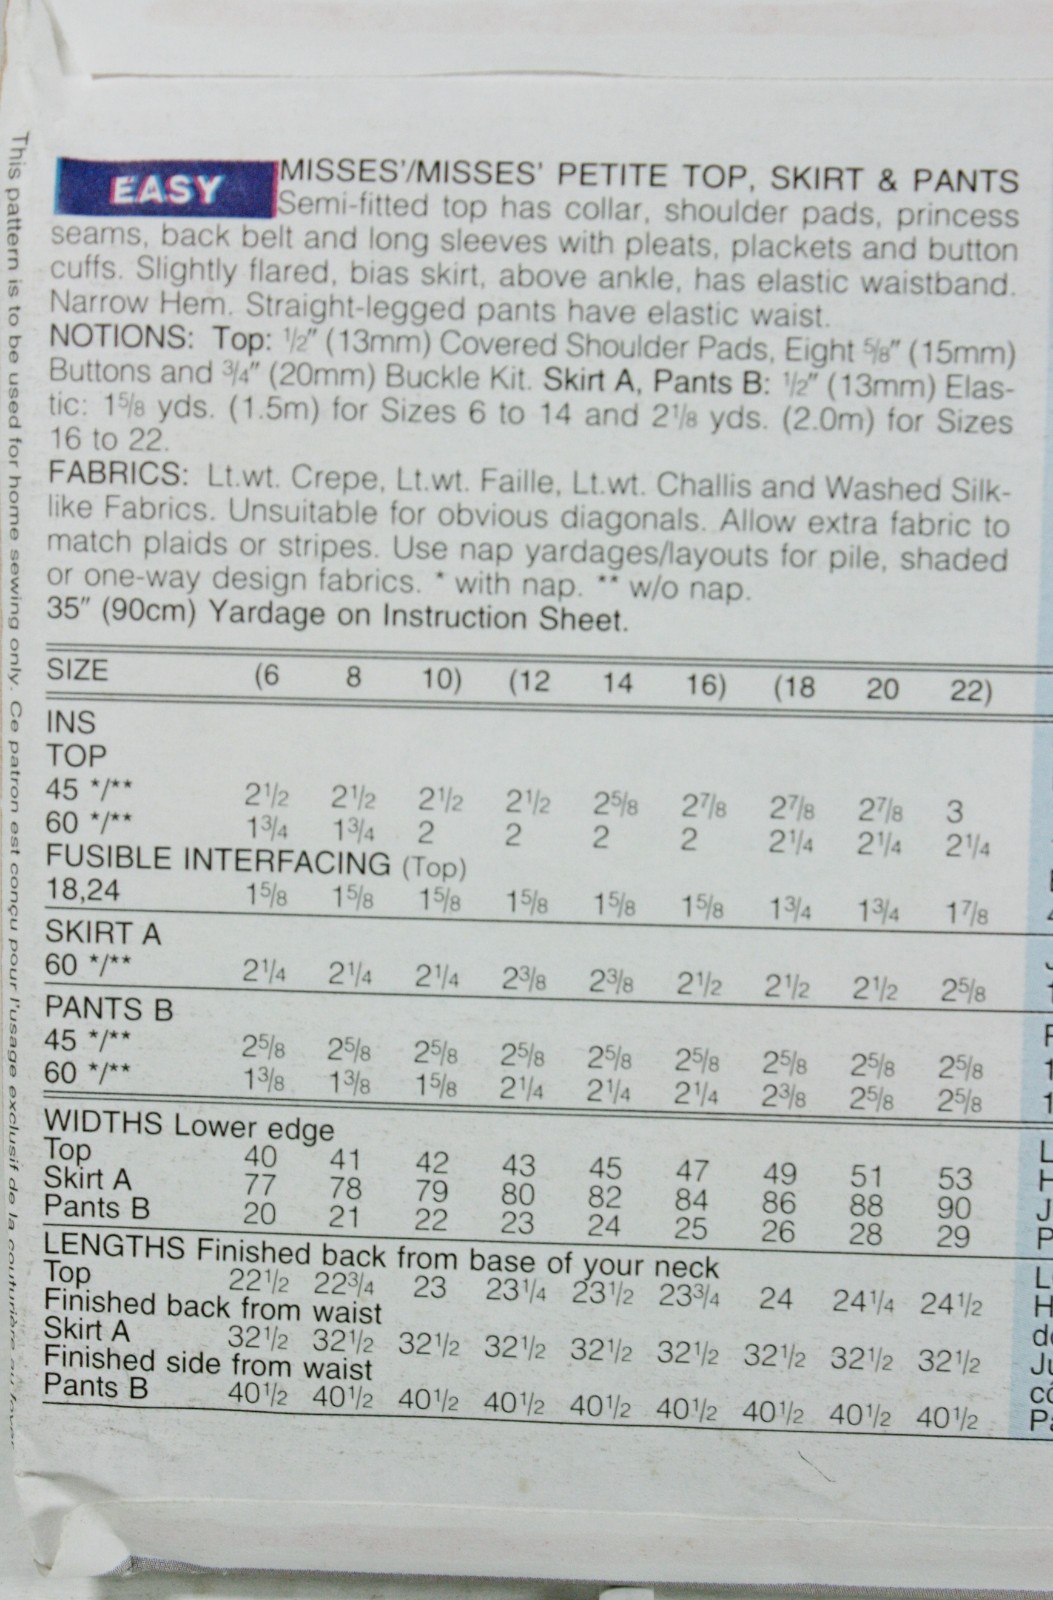 EASY MISSES'/MISSES' PETITE TOP, SKIRT & PANTS
Semi-fitted top has collar, shoulder pads, princess
seams, back belt and long sleeves with pleats, plackets and button
cuffs. Slightly flared, bias skirt, above ankle, has elastic waistband.
Narrow Hem. Straight-legged pants have elastic waist.
NOTIONS: Top: 1/2" (13mm) Covered Shoulder Pads, Eight 5/8" (15mm)
Buttons and 3/4" (20mm) Buckle Kit. Skirt A, Pants B: 1/2" (13mm) Elas-
tic: 1 5/8 yds. (1.5m) for Sizes 6 to 14 and 2 1/8 yds. (2.0m) for Sizes
16 to 22.
FABRICS: Lt.wt. Crepe, Lt.wt. Faille, Lt.wt. Challis and Washed Silk-
like Fabrics. Unsuitable for obvious diagonals. Allow extra fabric to
match plaids or stripes. Use nap yardages/layouts for pile, shaded
or one-way design fabrics. * with nap. ** w/o nap.
35" (90cm) Yardage on Instruction Sheet.
SIZE (6 8 10) (12 14 16) (18 20 22)
INS
TOP
45 */** 2 1/2 2 1/2 2 1/2 2 1/2 2 5/8 2 7/8 2 7/8 2 7/8 3
60 */** 1 3/4 1 3/4 2 2 2 2 2 1/4 2 1/4 2 1/4
FUSIBLE INTERFACING (Top)
18,24 1 5/8 1 5/8 1 5/8 1 5/8 1 5/8 1 5/8 1 3/4 1 3/4 1 7/8
SKIRT A
60 */** 2 1/4 2 1/4 2 1/4 2 3/8 2 3/8 2 1/2 2 1/2 2 1/2 2 5/8
PANTS B
45 */** 2 5/8 2 5/8 2 5/8 2 5/8 2 5/8 2 5/8 2 5/8 2 5/8 2 5/8
60 */** 1 3/8 1 3/8 1 5/8 2 1/4 2 1/4 2 1/4 2 3/8 2 5/8 2 5/8
WIDTHS Lower edge
Top 40 41 42 43 45 47 49 51 53
Skirt A 77 78 79 80 82 84 86 88 90
Pants B 20 21 22 23 24 25 26 28 29
LENGTHS Finished back from base of your neck
Top 22 1/2 22 3/4 23 23 1/4 23 1/2 23 3/4 24 24 1/4 24 1/2
Finished back from waist
Skirt A 32 1/2 32 1/2 32 1/2 32 1/2 32 1/2 32 1/2 32 1/2 32 1/2 32 1/2
Finished side from waist
Pants B 40 1/2 40 1/2 40 1/2 40 1/2 40 1/2 40 1/2 40 1/2 40 1/2 40 1/2
This pattern is to be used for home sewing only. Ce patron est conçu pour l'usage exclusif de la couturière